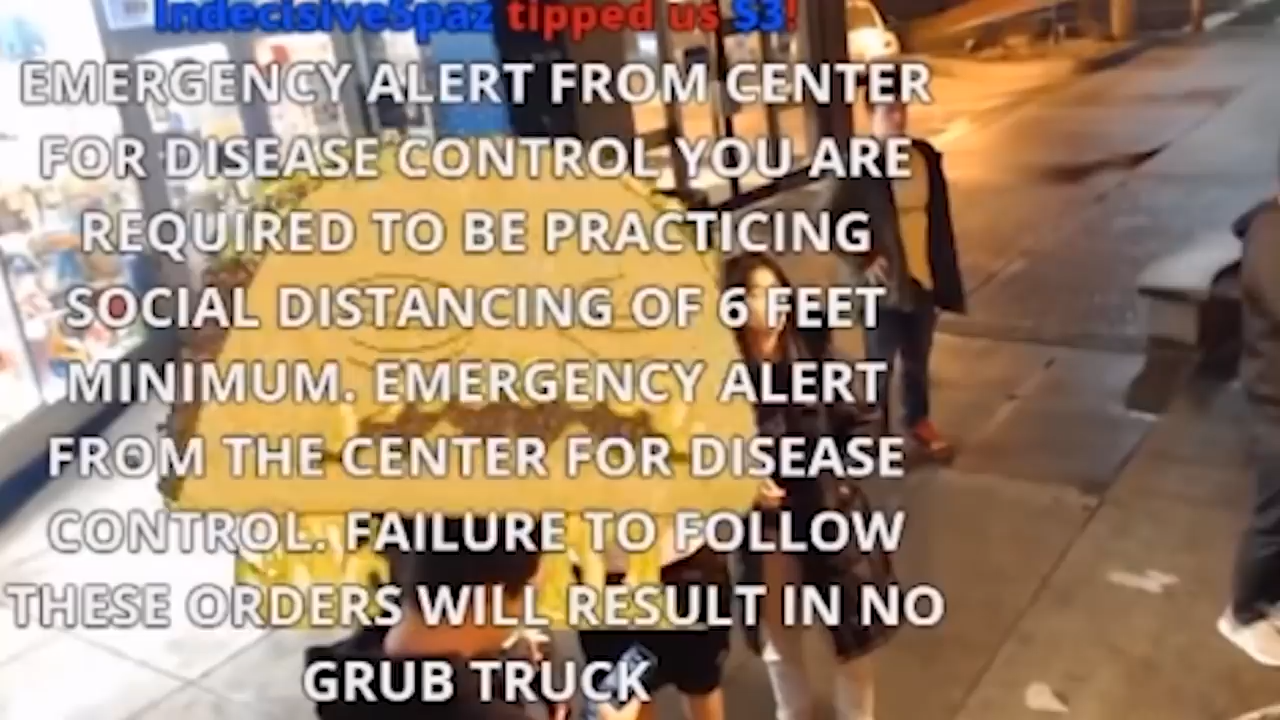 IndecisiveSpaz tipped us $3!
EMERGENCY ALERT FROM CENTER
FOR DISEASE CONTROL YOU ARE
REQUIRED TO BE PRACTICING
SOCIAL DISTANCING OF 6 FEET
MINIMUM. EMERGENCY ALERT
FROM THE CENTER FOR DISEASE
CONTROL. FAILURE TO FOLLOW
THESE ORDERS WILL RESULT IN NO
GRUB TRUCK